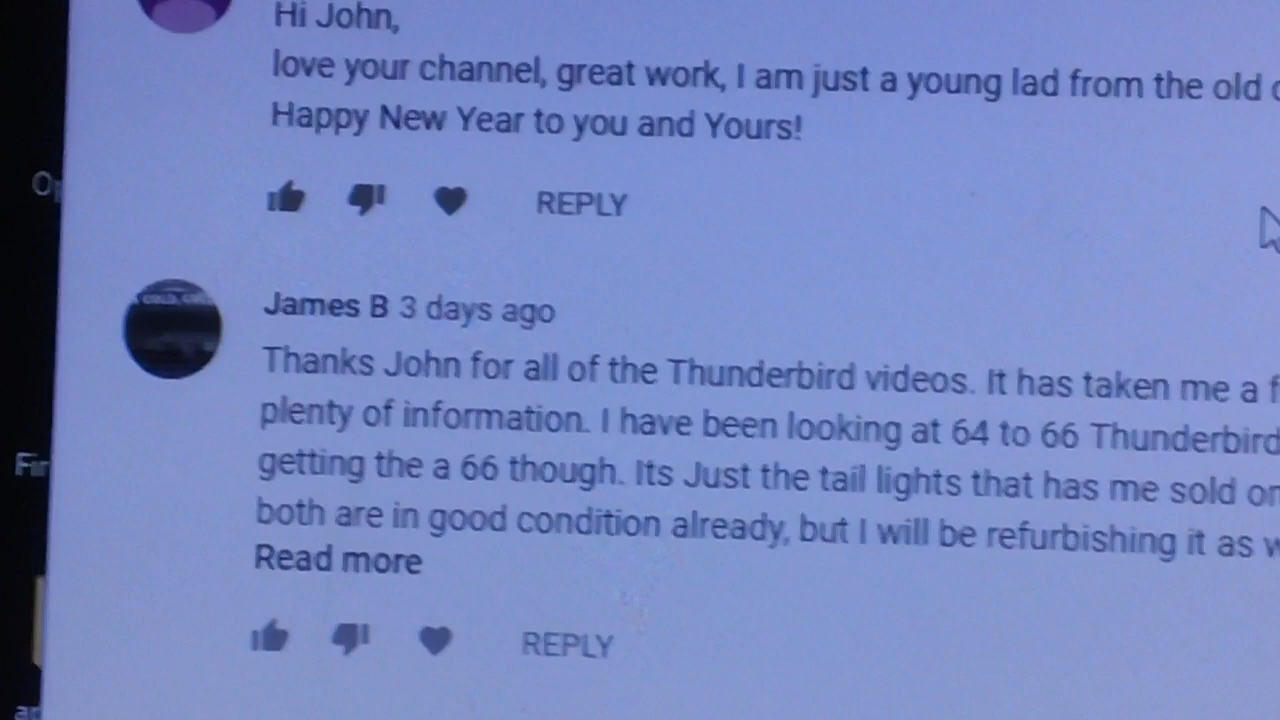 Hi John,
love your channel, great work, I am just a young lad from the old
Happy New Year to you and Yours!
REPLY
James B 3 days ago
Thanks John for all of the Thunderbird videos. It has taken me a
plenty of information. I have been looking at 64 to 66 Thunderbird
getting the a 66 though. Its Just the tail lights that has me sold
both are in good condition already, but I will be refurbishing it as
Read more
REPLY